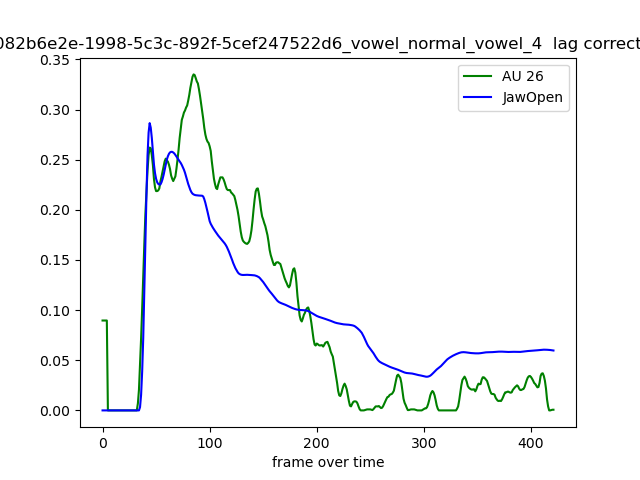 082b6e2e-1998-5c3c-892f-5cef247522d6_vowel_normal_vowel_4 lag correct
AU 26
JawOpen
0.35
0.30
0.25
0.20
0.15
0.10
0.05
0.00
0 100 200 300 400
frame over time